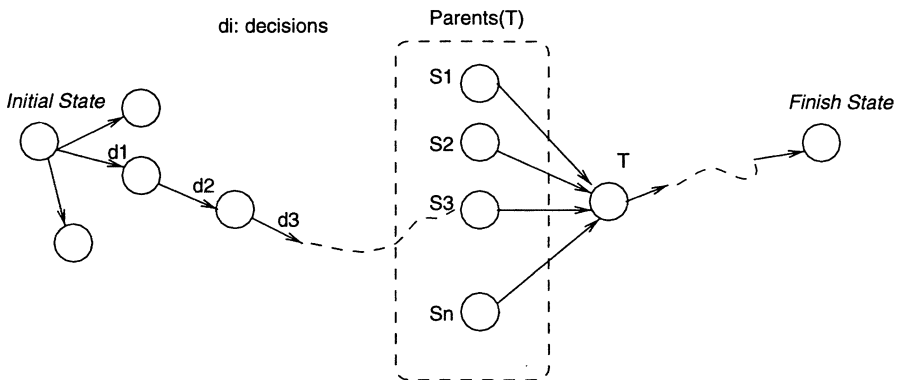 di: decisions
Parents(T)
Initial State
S1
S2
S3
Sn
d1
d2
d3
T
Finish State